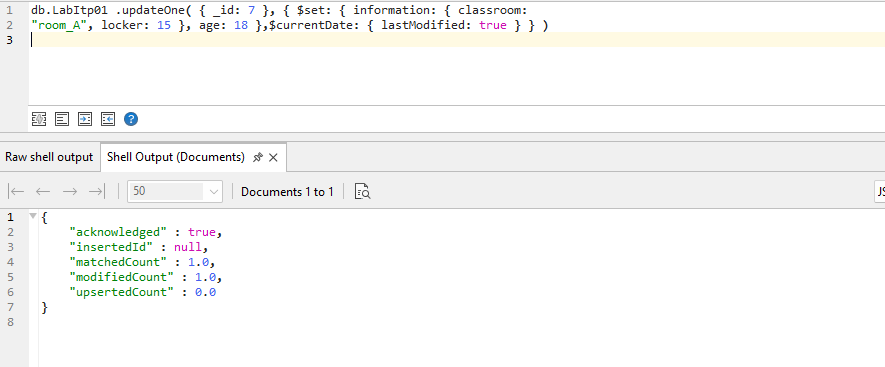 1 db.LabItp01 .updateOne( { _id: 7 }, { $set: { information: { classroom:
2 "room_A", locker: 15 }, age: 18 },$currentDate: { lastModified: true } } )
3
?
Raw shell output Shell Output (Documents)
50 Documents 1 to 1 JS
1 {
2 "acknowledged" : true,
3 "insertedId" : null,
4 "matchedCount" : 1.0,
5 "modifiedCount" : 1.0,
6 "upsertedCount" : 0.0
7 }
8